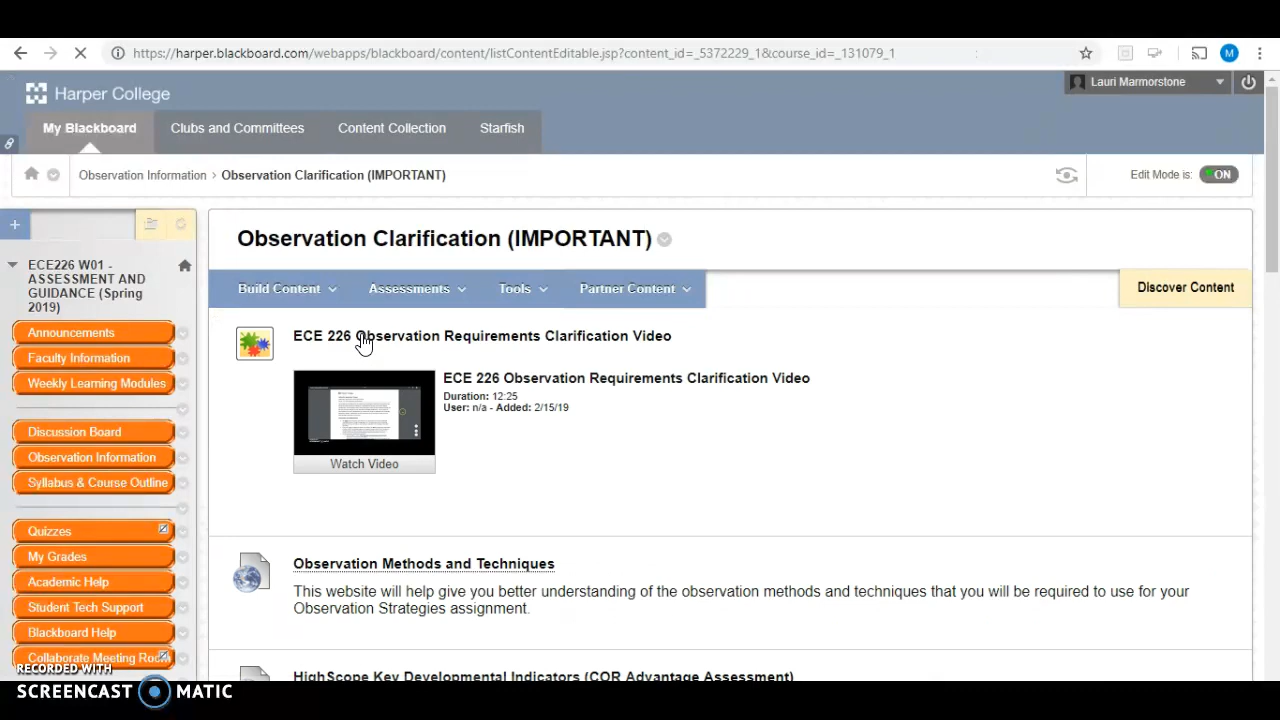 https://harper.blackboard.com/webapps/blackboard/content/listContentEditable.jsp?content_id=_5372229_1&course_id=_131079_1
M
Harper College
Lauri Marmorstone
My Blackboard
Clubs and Committees
Content Collection
Starfish
Observation Information > Observation Clarification (IMPORTANT)
Edit Mode is: ON
Observation Clarification (IMPORTANT)
Build Content
Assessments
Tools
Partner Content
Discover Content
ECE226 W01 -
ASSESSMENT AND
GUIDANCE (Spring
2019)
Announcements
Faculty Information
Weekly Learning Modules
Discussion Board
Observation Information
Syllabus & Course Outline
Quizzes
My Grades
Academic Help
Student Tech Support
Blackboard Help
Collaborate Meeting Room
ECE 226 Observation Requirements Clarification Video
ECE 226 Observation Requirements Clarification Video
Duration: 12:25
User: n/a - Added: 2/15/19
Watch Video
Observation Methods and Techniques
This website will help give you better understanding of the observation methods and techniques that you will be required to use for your
Observation Strategies assignment.
HighScope Key Developmental Indicators (COR Advantage Assessment)
RECORDED WITH
SCREENCAST MATIC